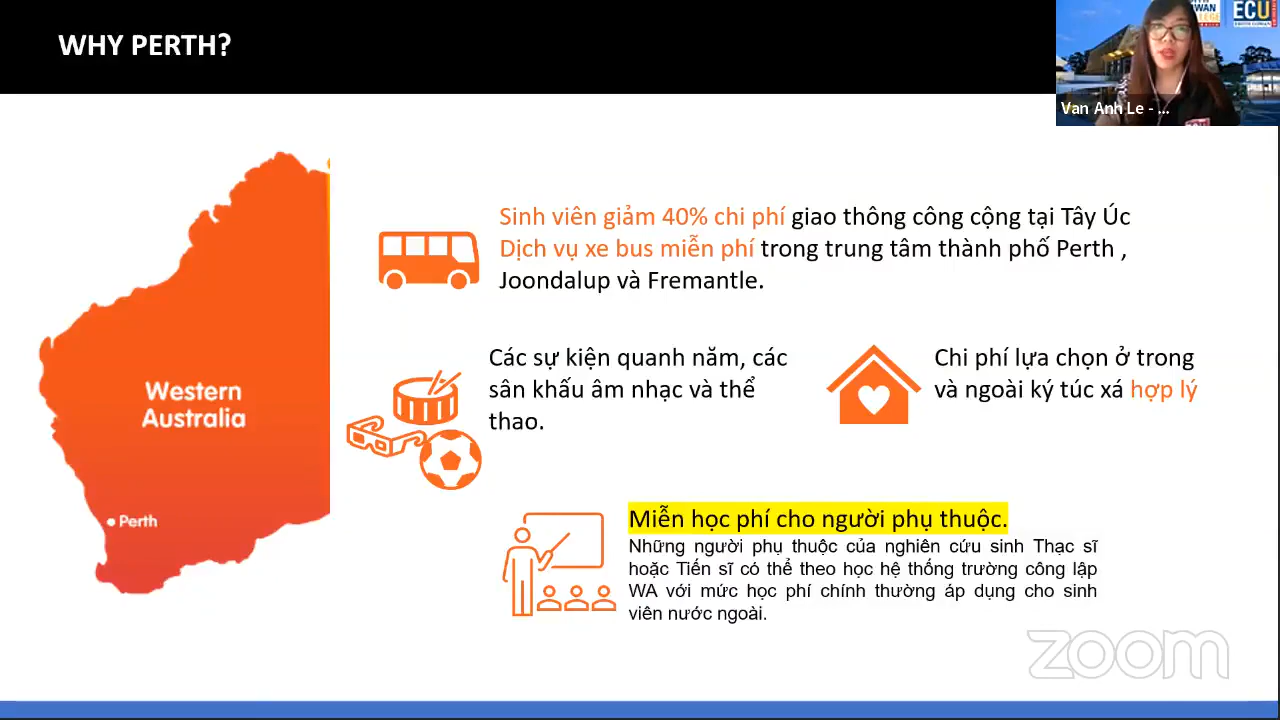 WHY PERTH?
ECU
Van Anh Le - ...
Sinh viên giảm 40% chi phí giao thông công cộng tại Tây Úc
Dịch vụ xe bus miễn phí trong trung tâm thành phố Perth ,
Joondalup và Fremantle.
Các sự kiện quanh năm, các
sân khấu âm nhạc và thể
thao.
Chi phí lựa chọn ở trong
và ngoài ký túc xá hợp lý
Western
Australia
Perth
Miễn học phí cho người phụ thuộc.
Những người phụ thuộc của nghiên cứu sinh Thạc sĩ
hoặc Tiến sĩ có thể theo học hệ thống trường công lập
WA với mức học phí chính thường áp dụng cho sinh
viên nước ngoài.
zoom